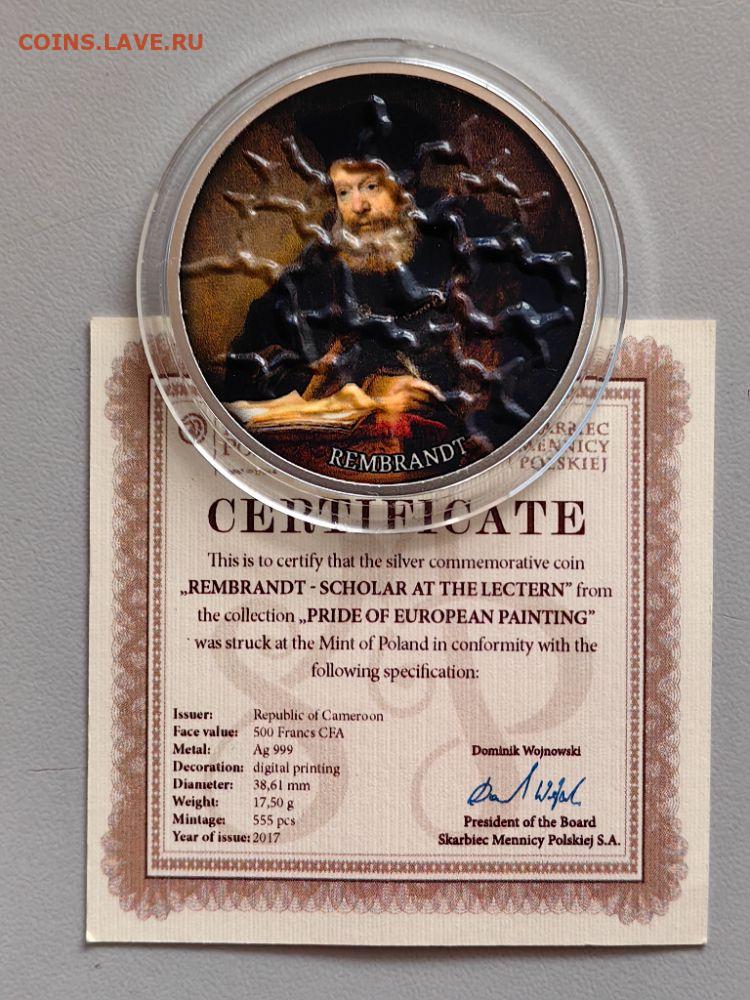 COINS.LAVE.RU
REMBRANDT
MENNICY
POLSKIEJ
CERTIFICATE
This is to certify that the silver commemorative coin
„REMBRANDT - SCHOLAR AT THE LECTERN” from
the collection „PRIDE OF EUROPEAN PAINTING”
was struck at the Mint of Poland in conformity with the
following specification:
Issuer: Republic of Cameroon
Face value: 500 Francs CFA
Metal: Ag 999
Decoration: digital printing
Diameter: 38,61 mm
Weight: 17,50 g
Mintage: 555 pcs
Year of issue: 2017
Dominik Wojnowski
President of the Board
Skarbiec Mennicy Polskiej S.A.